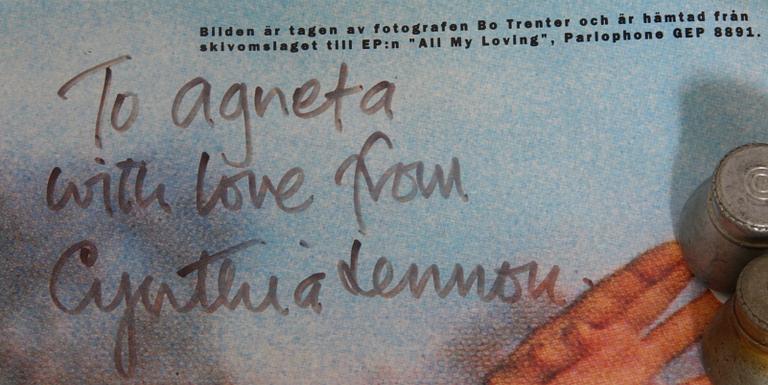 Bilden är tagen av fotografen Bo Trenter och är hämtad från
skivomslaget till EP:n "All My Loving", Parlophone GEP 8891.
To agneta
with love from
Cynthia Lennon.